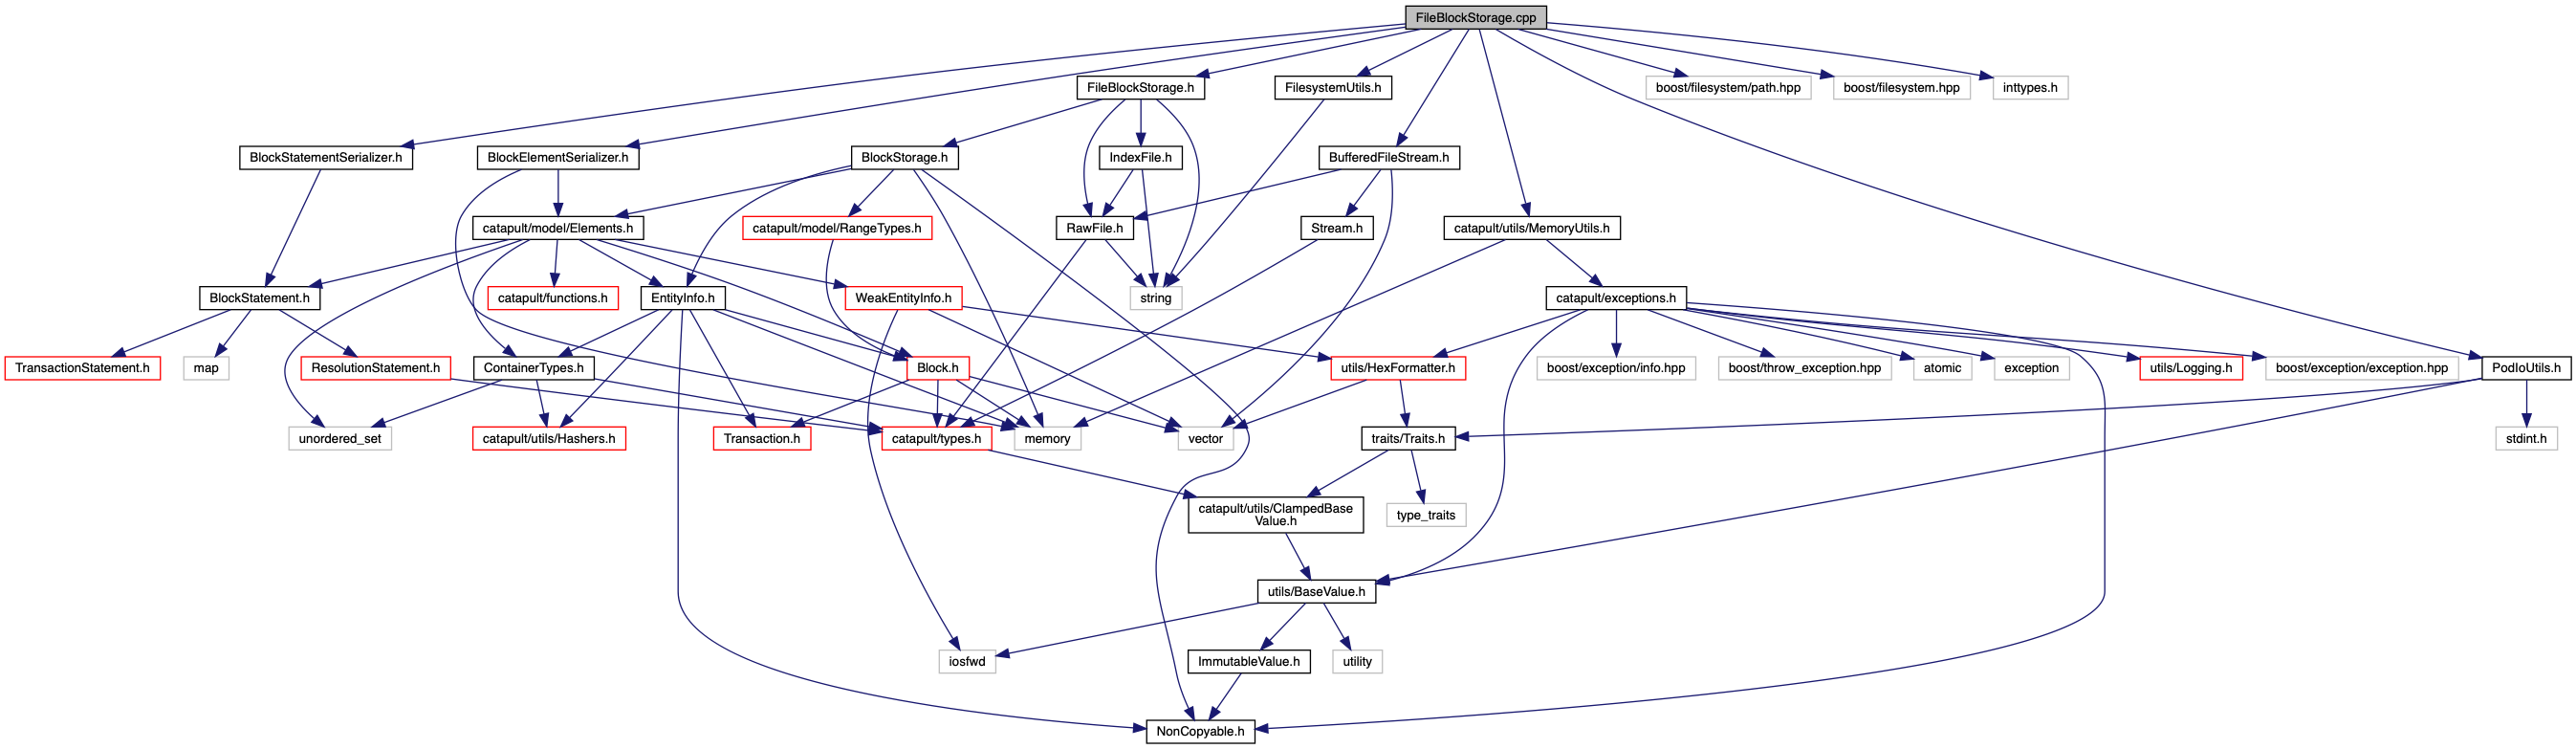 FileBlockStorage.cpp
FileBlockStorage.h
FilesystemUtils.h
boost/filesystem/path.hpp
boost/filesystem.hpp
inttypes.h
BlockStatementSerializer.h
BlockElementSerializer.h
BlockStorage.h
IndexFile.h
BufferedFileStream.h
catapult/model/Elements.h
catapult/model/RangeTypes.h
RawFile.h
Stream.h
catapult/utils/MemoryUtils.h
BlockStatement.h
catapult/functions.h
EntityInfo.h
WeakEntityInfo.h
string
catapult/exceptions.h
TransactionStatement.h
map
ResolutionStatement.h
ContainerTypes.h
Block.h
utils/HexFormatter.h
boost/exception/info.hpp
boost/throw_exception.hpp
atomic
exception
utils/Logging.h
boost/exception/exception.hpp
PodIoUtils.h
unordered_set
catapult/utils/Hashers.h
Transaction.h
catapult/types.h
memory
vector
traits/Traits.h
stdint.h
catapult/utils/ClampedBase
Value.h
type_traits
utils/BaseValue.h
iosfwd
ImmutableValue.h
utility
NonCopyable.h